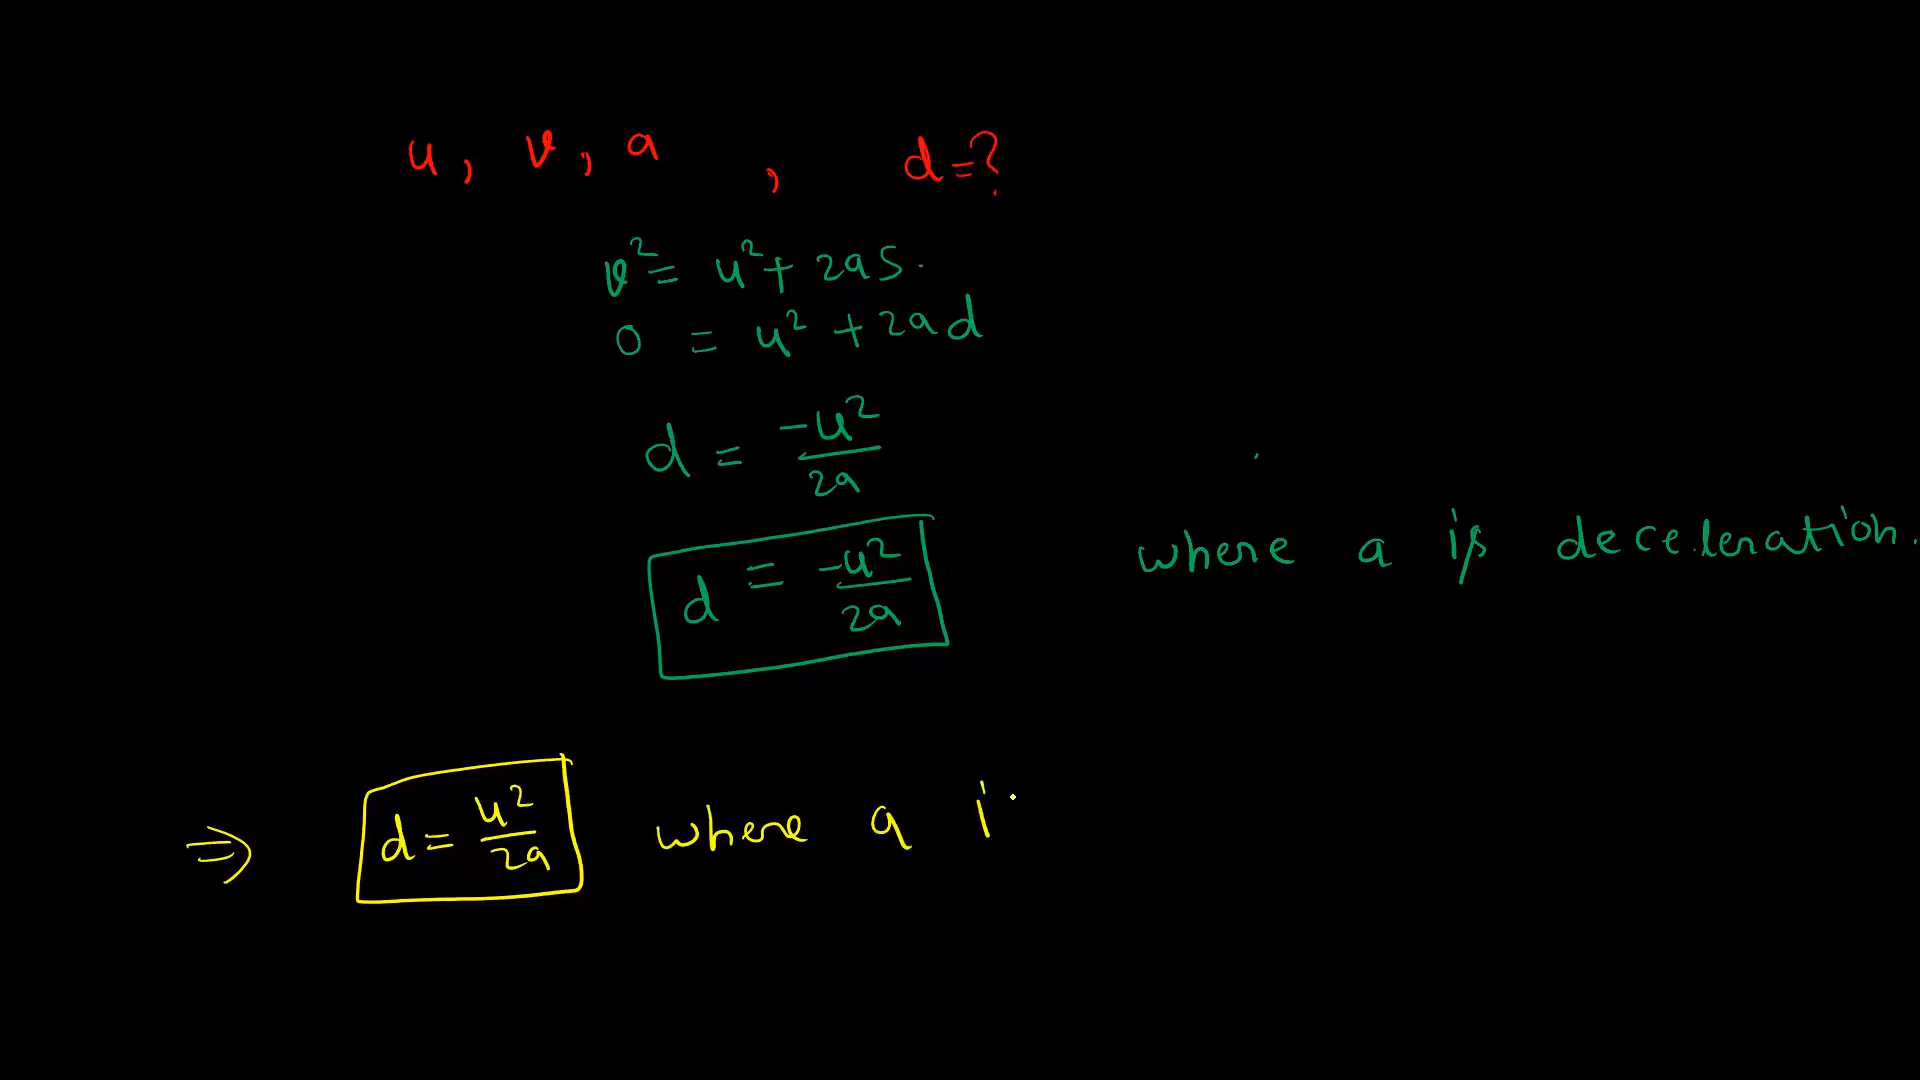 u, v, a , d=?
v² = u² + 2as.
0 = u² + 2ad
d = -u²/2a
d = -u²/2a where a is deceleration.
⇒ d = u²/2a where a i